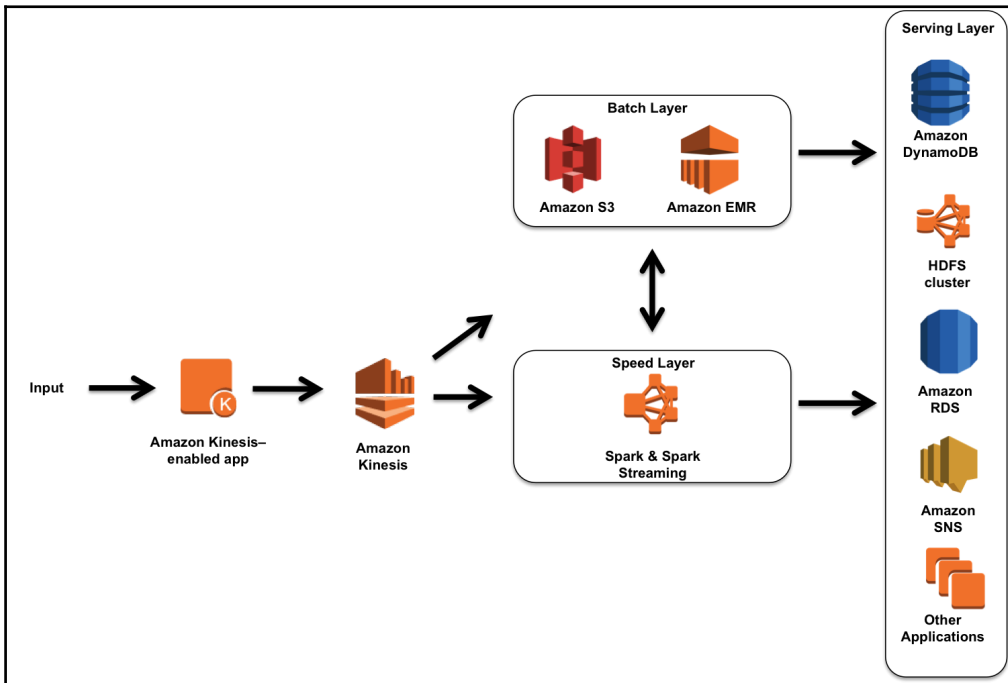 Serving Layer
Batch Layer
Amazon S3
Amazon EMR
Amazon
DynamoDB
HDFS
cluster
Speed Layer
Spark & Spark
Streaming
Input
K
Amazon Kinesis–
enabled app
Amazon
Kinesis
Amazon
RDS
Amazon
SNS
Other
Applications